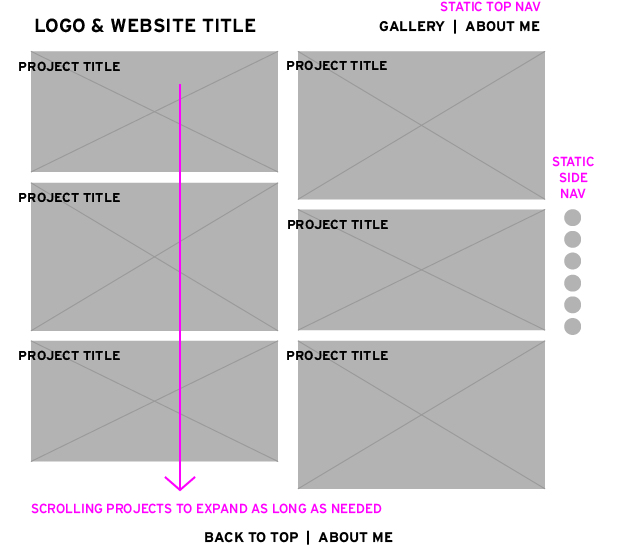 STATIC TOP NAV
LOGO & WEBSITE TITLE
GALLERY | ABOUT ME
PROJECT TITLE
PROJECT TITLE
STATIC
SIDE
NAV
PROJECT TITLE
PROJECT TITLE
PROJECT TITLE
PROJECT TITLE
SCROLLING PROJECTS TO EXPAND AS LONG AS NEEDED
BACK TO TOP | ABOUT ME